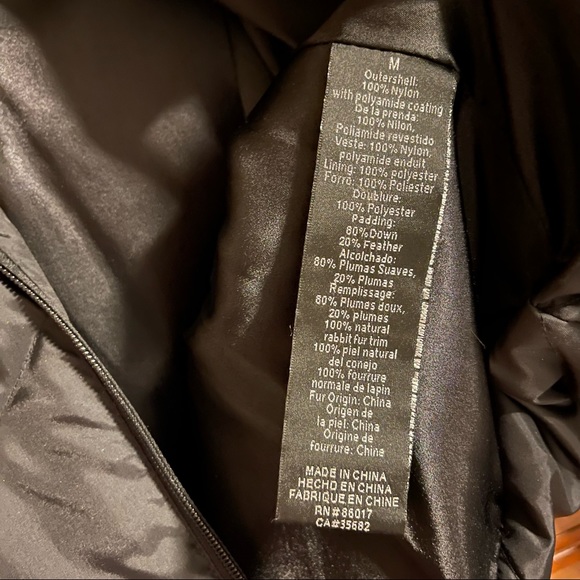 M
Outershell:
100% Nylon
with polyamide coating
De la prenda:
100% Nilon,
Poliamide revestido
Veste: 100% Nylon,
polyamide enduit
Lining: 100% polyester
Forro: 100% Poliester
Doublure:
100% Polyester
Padding:
80%Down
20% Feather
Alcolchado:
80% Plumas Suaves,
20% Plumas
Remplissage:
80% Plumes doux,
20% plumes
100% natural
rabbit fur trim
100% piel natural
del conejo
100% fourrure
normale de lapin
Fur Origin: China
Origen de
la piel: China
Origine de
fourrure: China
MADE IN CHINA
HECHO EN CHINA
FABRIQUE EN CHINE
RN# 86017
CA#35682